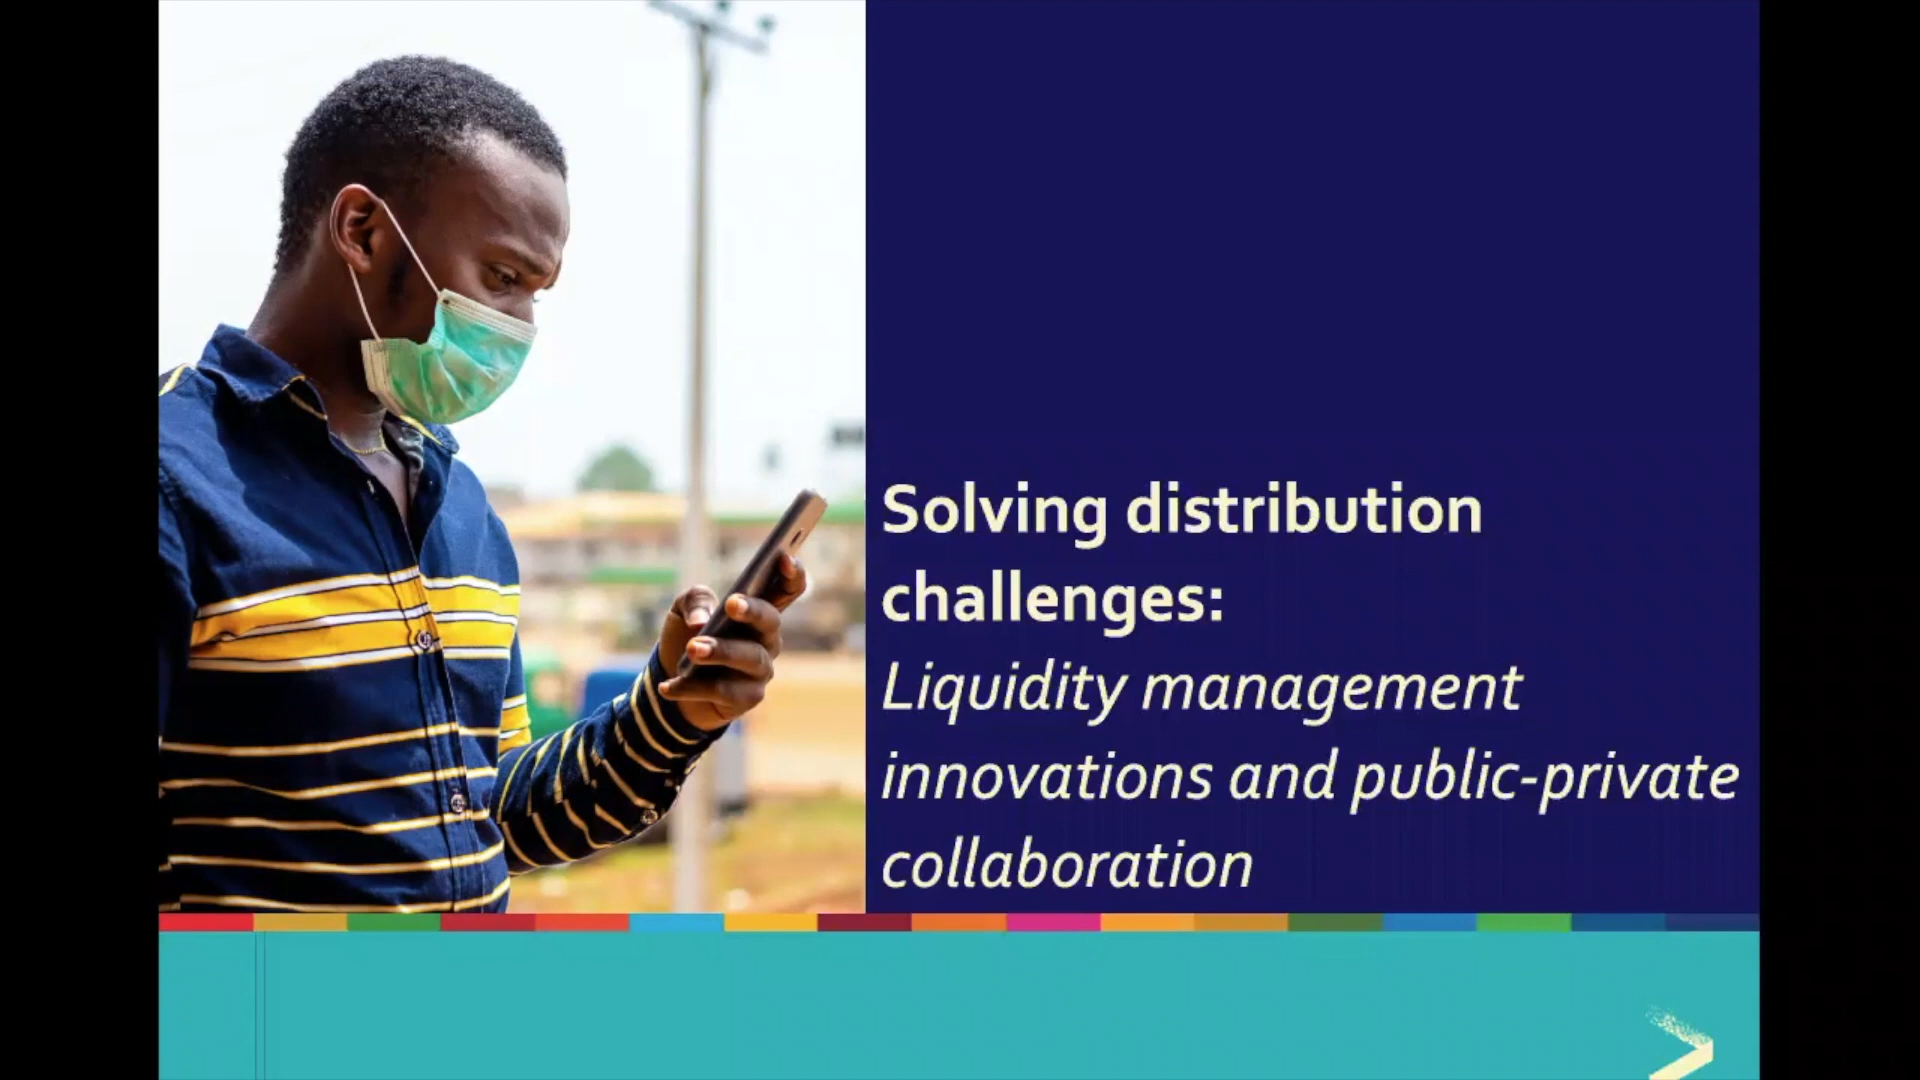 Solving distribution
challenges:
Liquidity management
innovations and public-private
collaboration